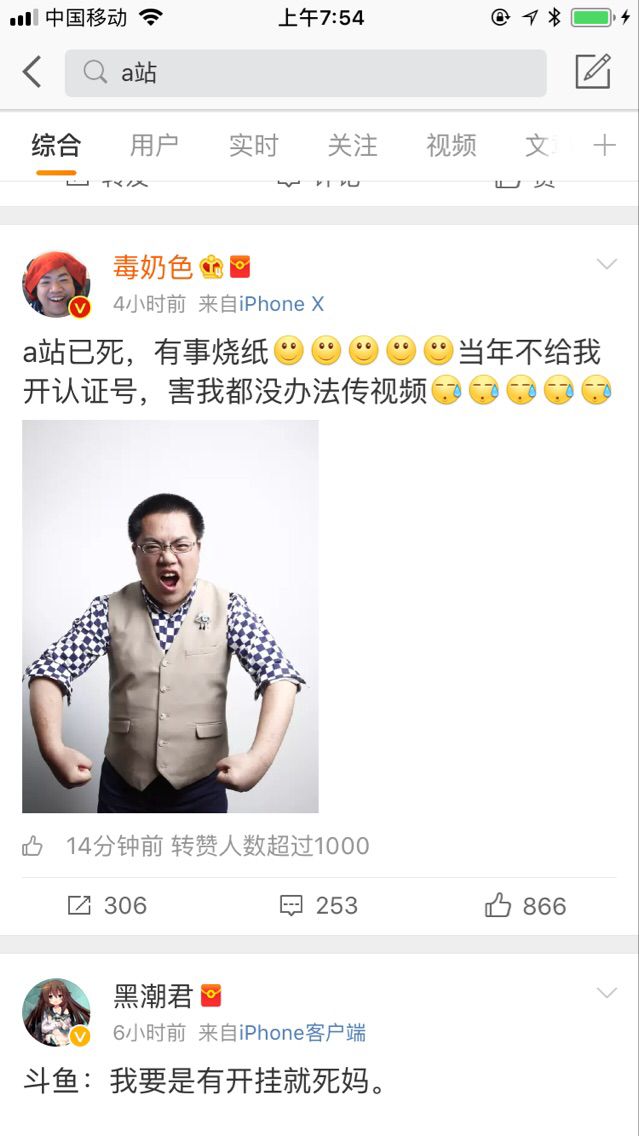 中国移动 上午7:54
a站
综合 用户 实时 关注 视频 文
转发 评论 赞
毒奶色
4小时前 来自iPhone X
a站已死，有事烧纸🙂🙂🙂🙂🙂当年不给我
开认证号，害我都没办法传视频😪😪😪😪😪
14分钟前 转赞人数超过1000
306 253 866
黑潮君
6小时前 来自iPhone客户端
斗鱼：我要是有开挂就死妈。